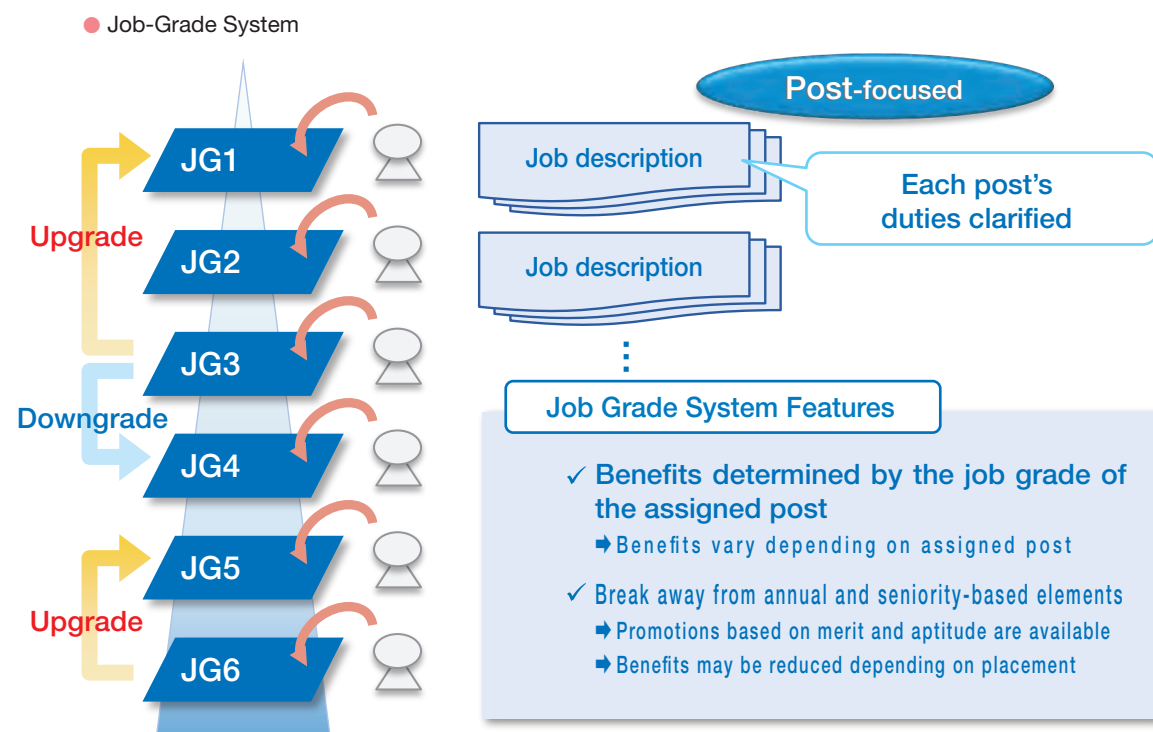 Job-Grade System
Post-focused
JG1
Upgrade
JG2
JG3
Downgrade
JG4
JG5
Upgrade
JG6
Job description
Each post's
duties clarified
Job description
Job Grade System Features
✓ Benefits determined by the job grade of
the assigned post
➡ Benefits vary depending on assigned post
✓ Break away from annual and seniority-based elements
➡ Promotions based on merit and aptitude are available
➡ Benefits may be reduced depending on placement